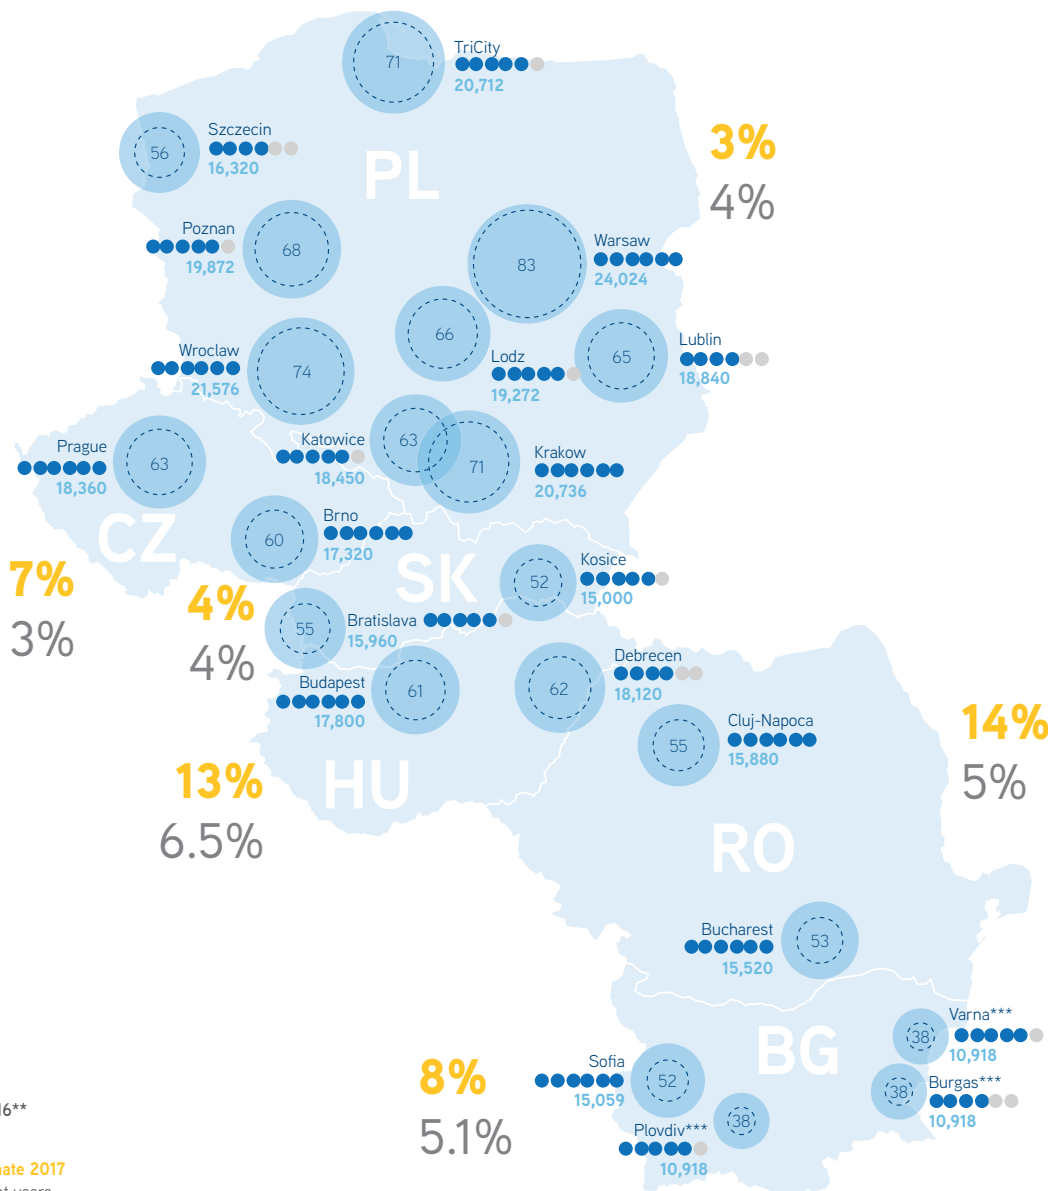 71
TriCity
20,712
Szczecin
56
16,320
3%
4%
PL
Poznan
68
19,872
Warsaw
83
24,024
66
Lodz
19,272
65
Lublin
18,840
Wroclaw
74
21,576
Katowice
63
18,450
71
Krakow
20,736
Prague
63
18,360
CZ
Brno
60
17,320
SK
Kosice
52
15,000
7%
3%
4%
4%
55
Bratislava
15,960
Budapest
61
17,800
Debrecen
62
18,120
Cluj-Napoca
55
15,880
14%
5%
13%
6.5%
HU
RO
Bucharest
53
15,520
BG
Varna***
38
10,918
Burgas***
38
10,918
8%
5.1%
Sofia
52
15,059
Plovdiv***
38
10,918
16**
2017
years